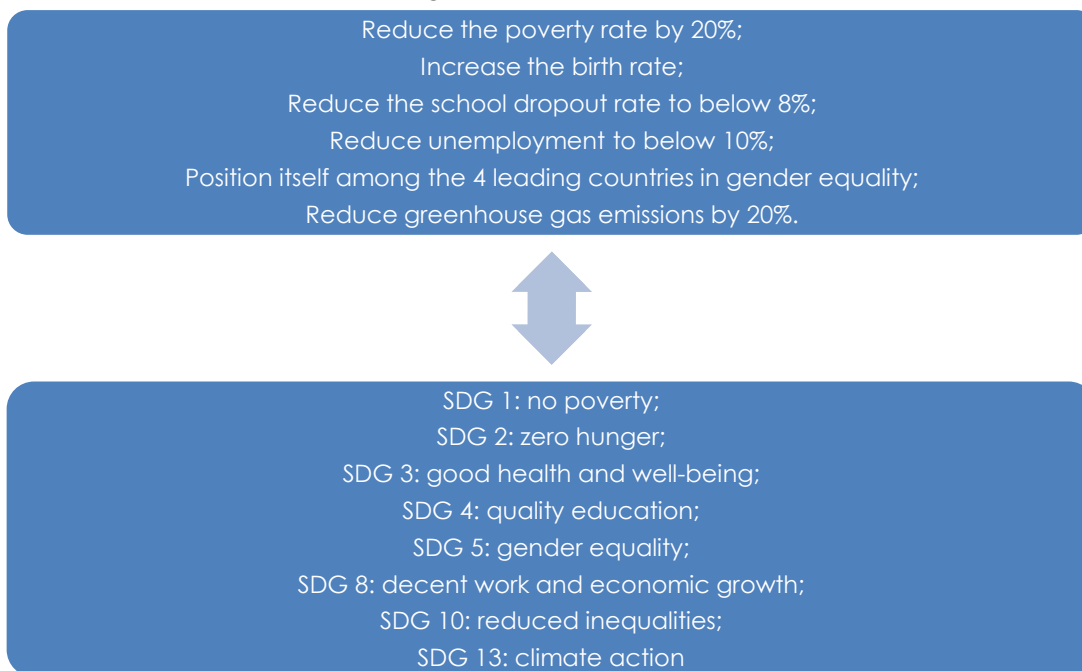 Reduce the poverty rate by 20%;
Increase the birth rate;
Reduce the school dropout rate to below 8%;
Reduce unemployment to below 10%;
Position itself among the 4 leading countries in gender equality;
Reduce greenhouse gas emissions by 20%.
SDG 1: no poverty;
SDG 2: zero hunger;
SDG 3: good health and well-being;
SDG 4: quality education;
SDG 5: gender equality;
SDG 8: decent work and economic growth;
SDG 10: reduced inequalities;
SDG 13: climate action